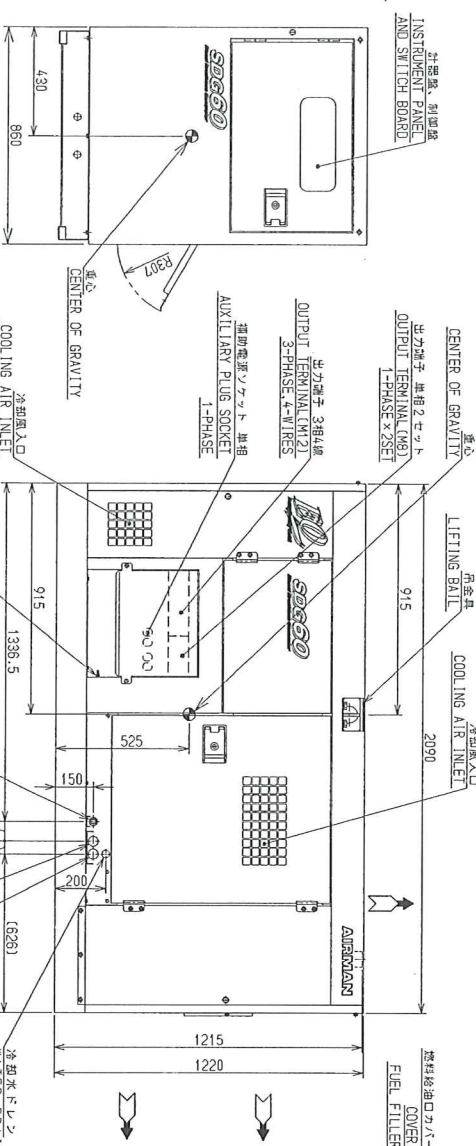 計器盤、制御盤
INSTRUMENT PANEL
AND SWITCH BOARD
SDG60
430
860
R307
重心
CENTER OF GRAVITY
重心
CENTER OF GRAVITY
出力端子 単相2セット
OUTPUT TERMINAL(M8)
1-PHASE×2SET
出力端子 3相4線
OUTPUT TERMINAL(M12)
3-PHASE,4-WIRES
補助電源ソケット 単相
AUXILIARY PLUG SOCKET
1-PHASE
冷却風入口
COOLING AIR INLET
吊金具
LIFTING BAIL
冷却風入口
COOLING AIR INLET
燃料給油口カバー
COVER
FUEL FILLER
SDG60
AIRMAN
915
2090
915
1336.5
525
150
200
(626)
1215
1220
冷却水ドレン